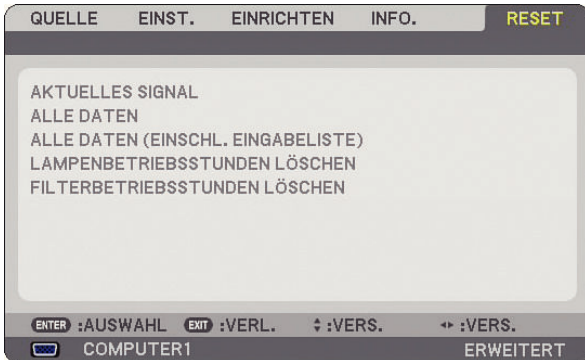 QUELLE EINST. EINRICHTEN INFO. RESET
AKTUELLES SIGNAL
ALLE DATEN
ALLE DATEN (EINSCHL. EINGABELISTE)
LAMPENBETRIEBSSTUNDEN LÖSCHEN
FILTERBETRIEBSSTUNDEN LÖSCHEN
ENTER :AUSWAHL EXIT :VERL. :VERS. :VERS.
COMPUTER1 ERWEITERT